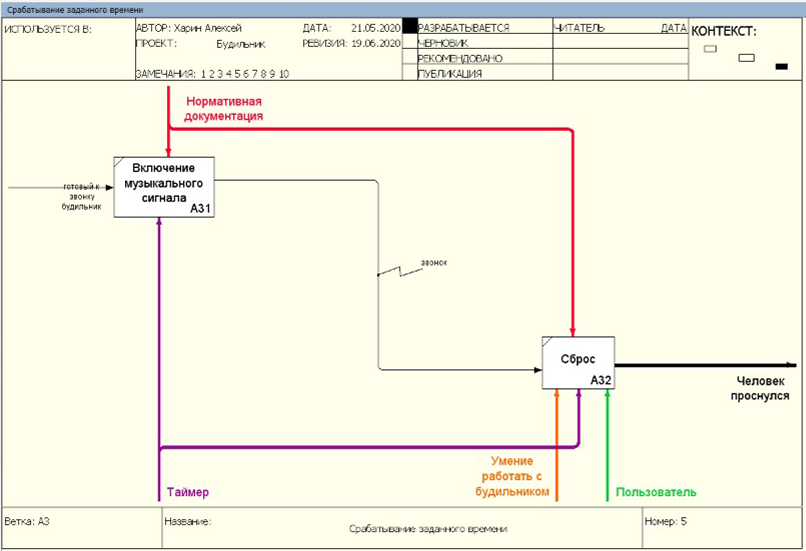 Срабатывание заданного времени
ИСПОЛЬЗУЕТСЯ В:
АВТОР: Харин Алексей
ДАТА: 21.05.2020
ПРОЕКТ: Будильник
РЕВИЗИЯ: 19.06.2020
ЗАМЕЧАНИЯ: 1 2 3 4 5 6 7 8 9 10
РАЗРАБАТЫВАЕТСЯ
ЧЕРНОВИК
РЕКОМЕНДОВАНО
ПУБЛИКАЦИЯ
ЧИТАТЕЛЬ
ДАТА
КОНТЕКСТ:
Нормативная
документация
Включение
музыкального
сигнала
A31
готовый к
звонку
будильник
звонок
Сброс
A32
Человек
проснулся
Умение
работать с
будильником
Таймер
Пользователь
Ветка: A3
Название:
Срабатывание заданного времени
Номер: 5